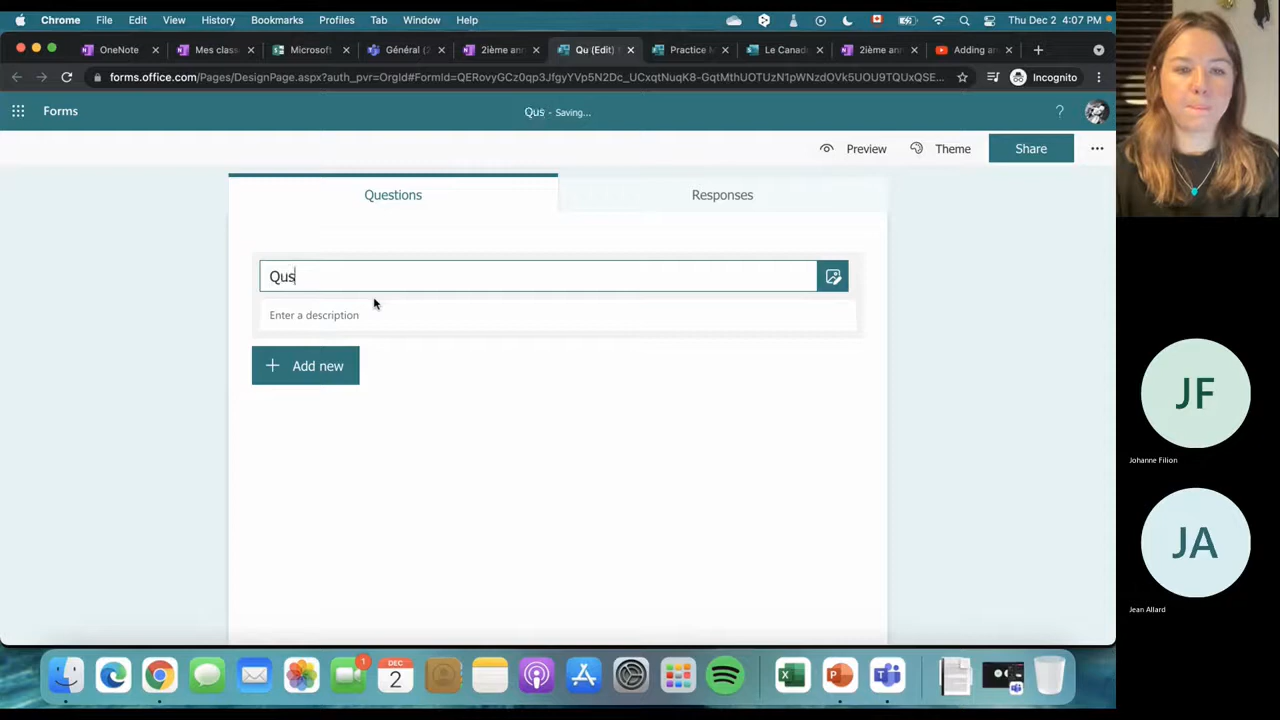 Chrome File Edit View History Bookmarks Profiles Tab Window Help Thu Dec 2 4:07 PM
OneNote Mes class Microsoft Général (2 2ième ann Qu (Edit) Practice M Le Canad 2ième ann Adding an
forms.office.com/Pages/DesignPage.aspx?auth_pvr=OrgId#FormId=QERovyGCz0qp3JfgyYVp5N2Dc_UCxqtNuqK8-GqtMthUOTUzN1pWNzdOVk5UOU9TQUxQSE... Incognito
Forms Qus - Saving... ?
Preview Theme Share
Questions Responses
Qus
Enter a description
Add new
JF
Johanne Filion
JA
Jean Allard
1
DEC
2